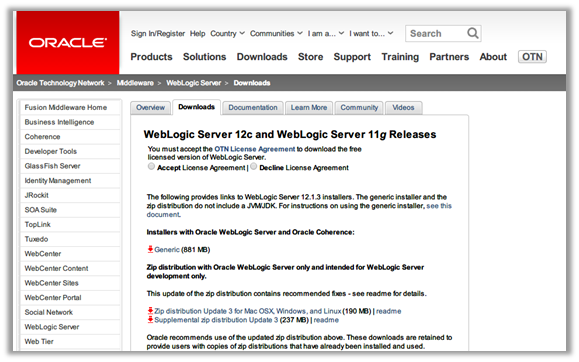 ORACLE
Sign In/Register Help Country Communities I am a... I want to... Search
Products Solutions Downloads Store Support Training Partners About OTN
Oracle Technology Network > Middleware > WebLogic Server > Downloads
Fusion Middleware Home
Business Intelligence
Coherence
Developer Tools
GlassFish Server
Identity Management
JRockit
SOA Suite
TopLink
Tuxedo
WebCenter
WebCenter Content
WebCenter Sites
WebCenter Portal
Social Network
WebLogic Server
Web Tier
Overview Downloads Documentation Learn More Community Videos
WebLogic Server 12c and WebLogic Server 11g Releases
You must accept the OTN License Agreement to download the free
licensed version of WebLogic Server.
Accept License Agreement | Decline License Agreement
The following provides links to WebLogic Server 12.1.3 installers. The generic installer and the
zip distribution do not include a JVM/JDK. For instructions on using the generic installer, see this
document.
Installers with Oracle WebLogic Server and Oracle Coherence:
Generic (881 MB)
Zip distribution with Oracle WebLogic Server only and intended for WebLogic Server
development only.
This update of the zip distribution contains recommended fixes - see readme for details.
Zip distribution Update 3 for Mac OSX, Windows, and Linux (190 MB) | readme
Supplemental zip distribution Update 3 (237 MB) | readme
Oracle recommends use of the updated zip distribution above. These downloads are retained to
provide users with copies of zip distributions that have already been installed and used.